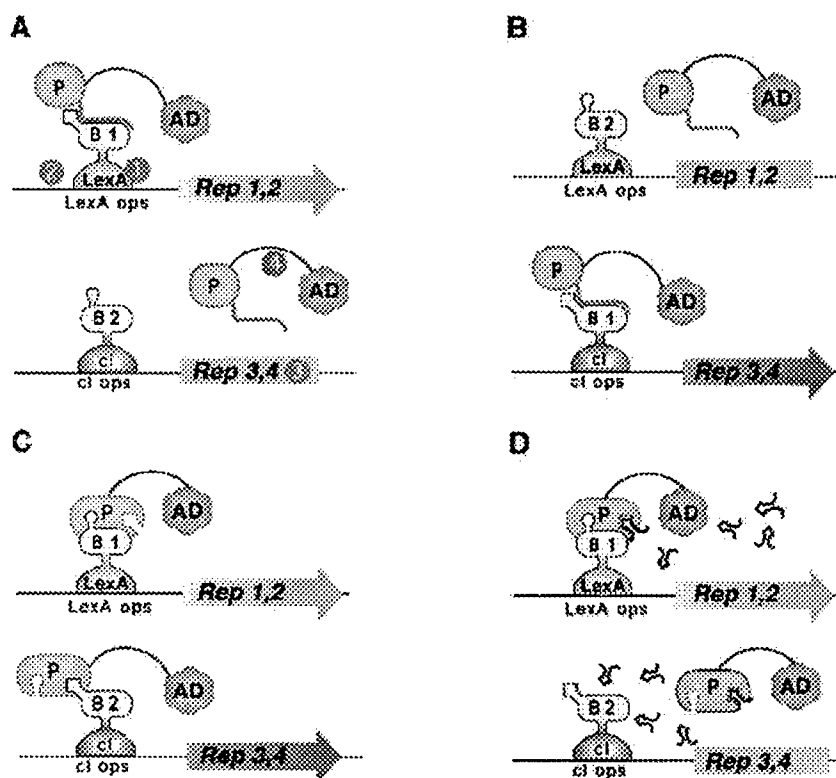 A
P
AD
B 1
LexA
LexA ops
Rep 1,2
P
AD
B 2
cI
cI ops
Rep 3,4
B
P
AD
B 2
LexA
LexA ops
Rep 1,2
P
AD
B 1
cI
cI ops
Rep 3,4
C
P
AD
B 1
LexA
LexA ops
Rep 1,2
P
AD
B 2
cI
cI ops
Rep 3,4
D
P
AD
B 1
LexA
LexA ops
Rep 1,2
P
AD
B 2
cI
cI ops
Rep 3,4